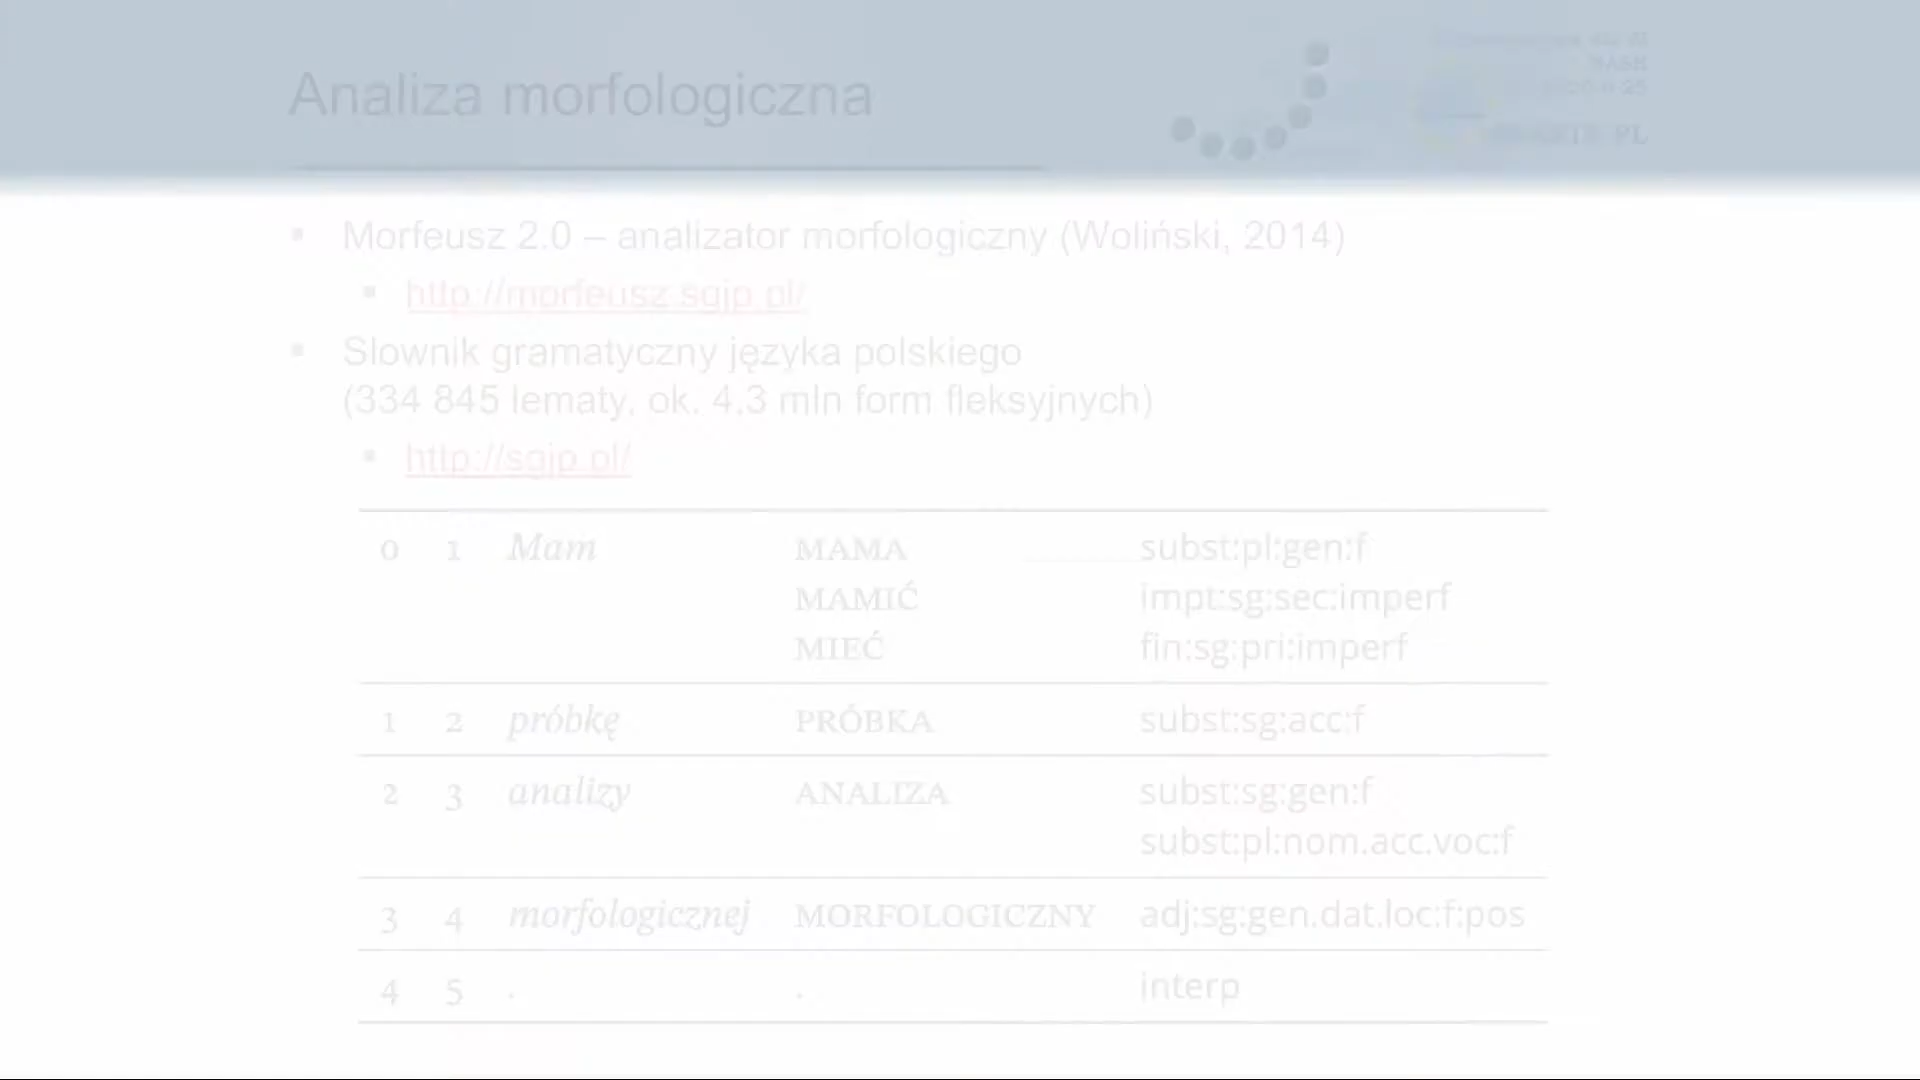 Analiza morfologiczna
Morfeusz 2.0 – analizator morfologiczny (Woliński, 2014)
http://morfeusz.sgjp.pl/
Slownik gramatyczny języka polskiego
(334 845 lematy, ok. 4.3 mln form fleksyjnych)
http://sgjp.pl/
0 1 Mam MAMA subst:pl:gen:f
MAMIĆ impt:sg:sec:imperf
MIEĆ fin:sg:pri:imperf
1 2 próbkę PRÓBKA subst:sg:acc:f
2 3 analizy ANALIZA subst:sg:gen:f
subst:pl:nom.acc.voc:f
3 4 morfologicznej MORFOLOGICZNY adj:sg:gen.dat.loc:f:pos
4 5 . . interp